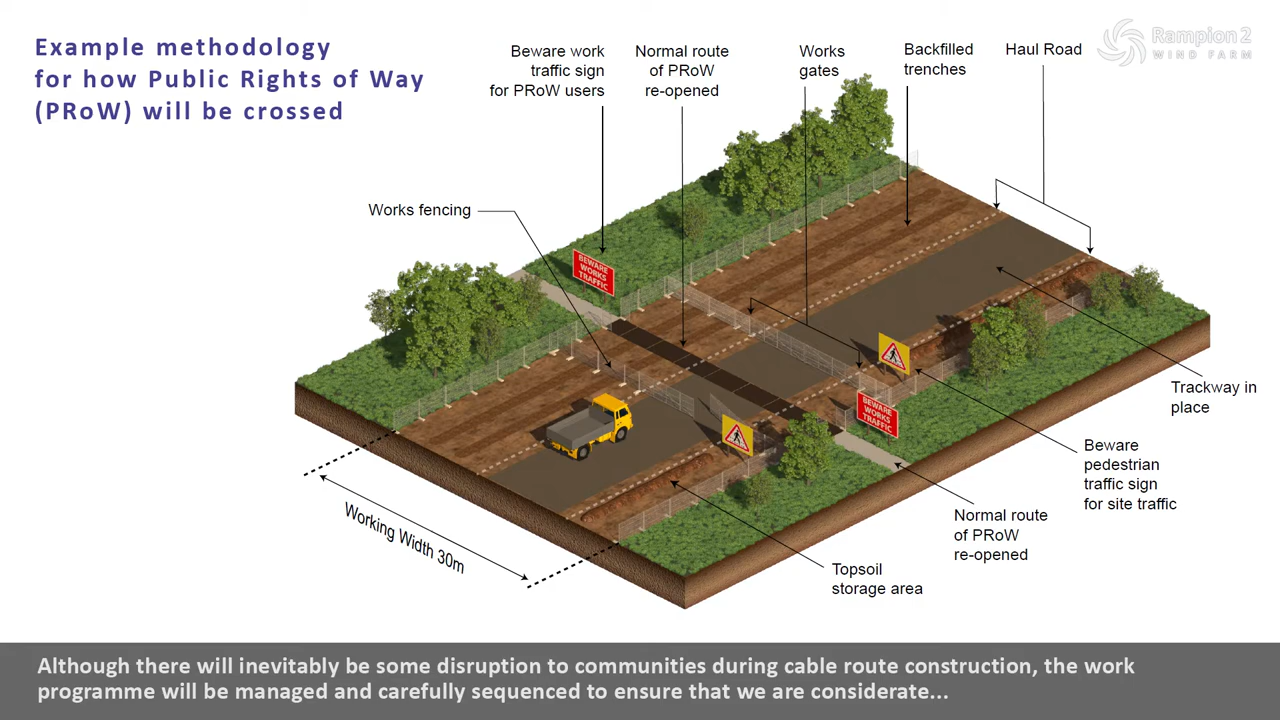 Example methodology
for how Public Rights of Way
(PRoW) will be crossed
Beware work
traffic sign
for PRoW users
Normal route
of PRoW
re-opened
Works
gates
Backfilled
trenches
Haul Road
Rampion 2
WIND FARM
Works fencing
BEWARE
WORKS
TRAFFIC
BEWARE
WORKS
TRAFFIC
Trackway in
place
Beware
pedestrian
traffic sign
for site traffic
Normal route
of PRoW
re-opened
Topsoil
storage area
Working Width 30m
Although there will inevitably be some disruption to communities during cable route construction, the work
programme will be managed and carefully sequenced to ensure that we are considerate...